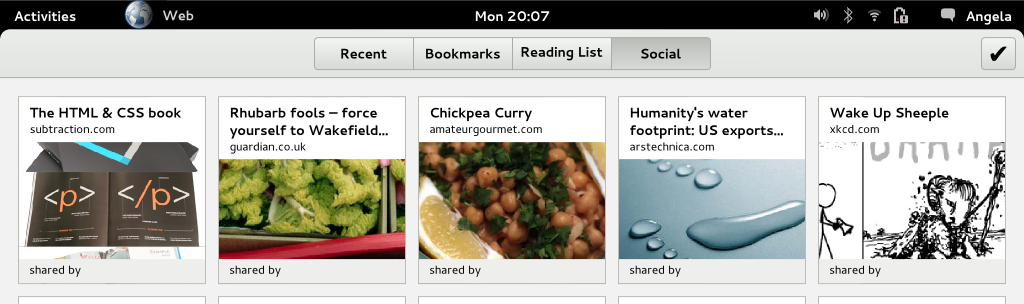 Activities Web Mon 20:07 Angela
Recent Bookmarks Reading List Social
The HTML & CSS book
subtraction.com
<p> </p>
shared by
Rhubarb fools – force
yourself to Wakefield...
guardian.co.uk
shared by
Chickpea Curry
amateurgourmet.com
shared by
Humanity's water
footprint: US exports...
arstechnica.com
shared by
Wake Up Sheeple
xkcd.com
shared by